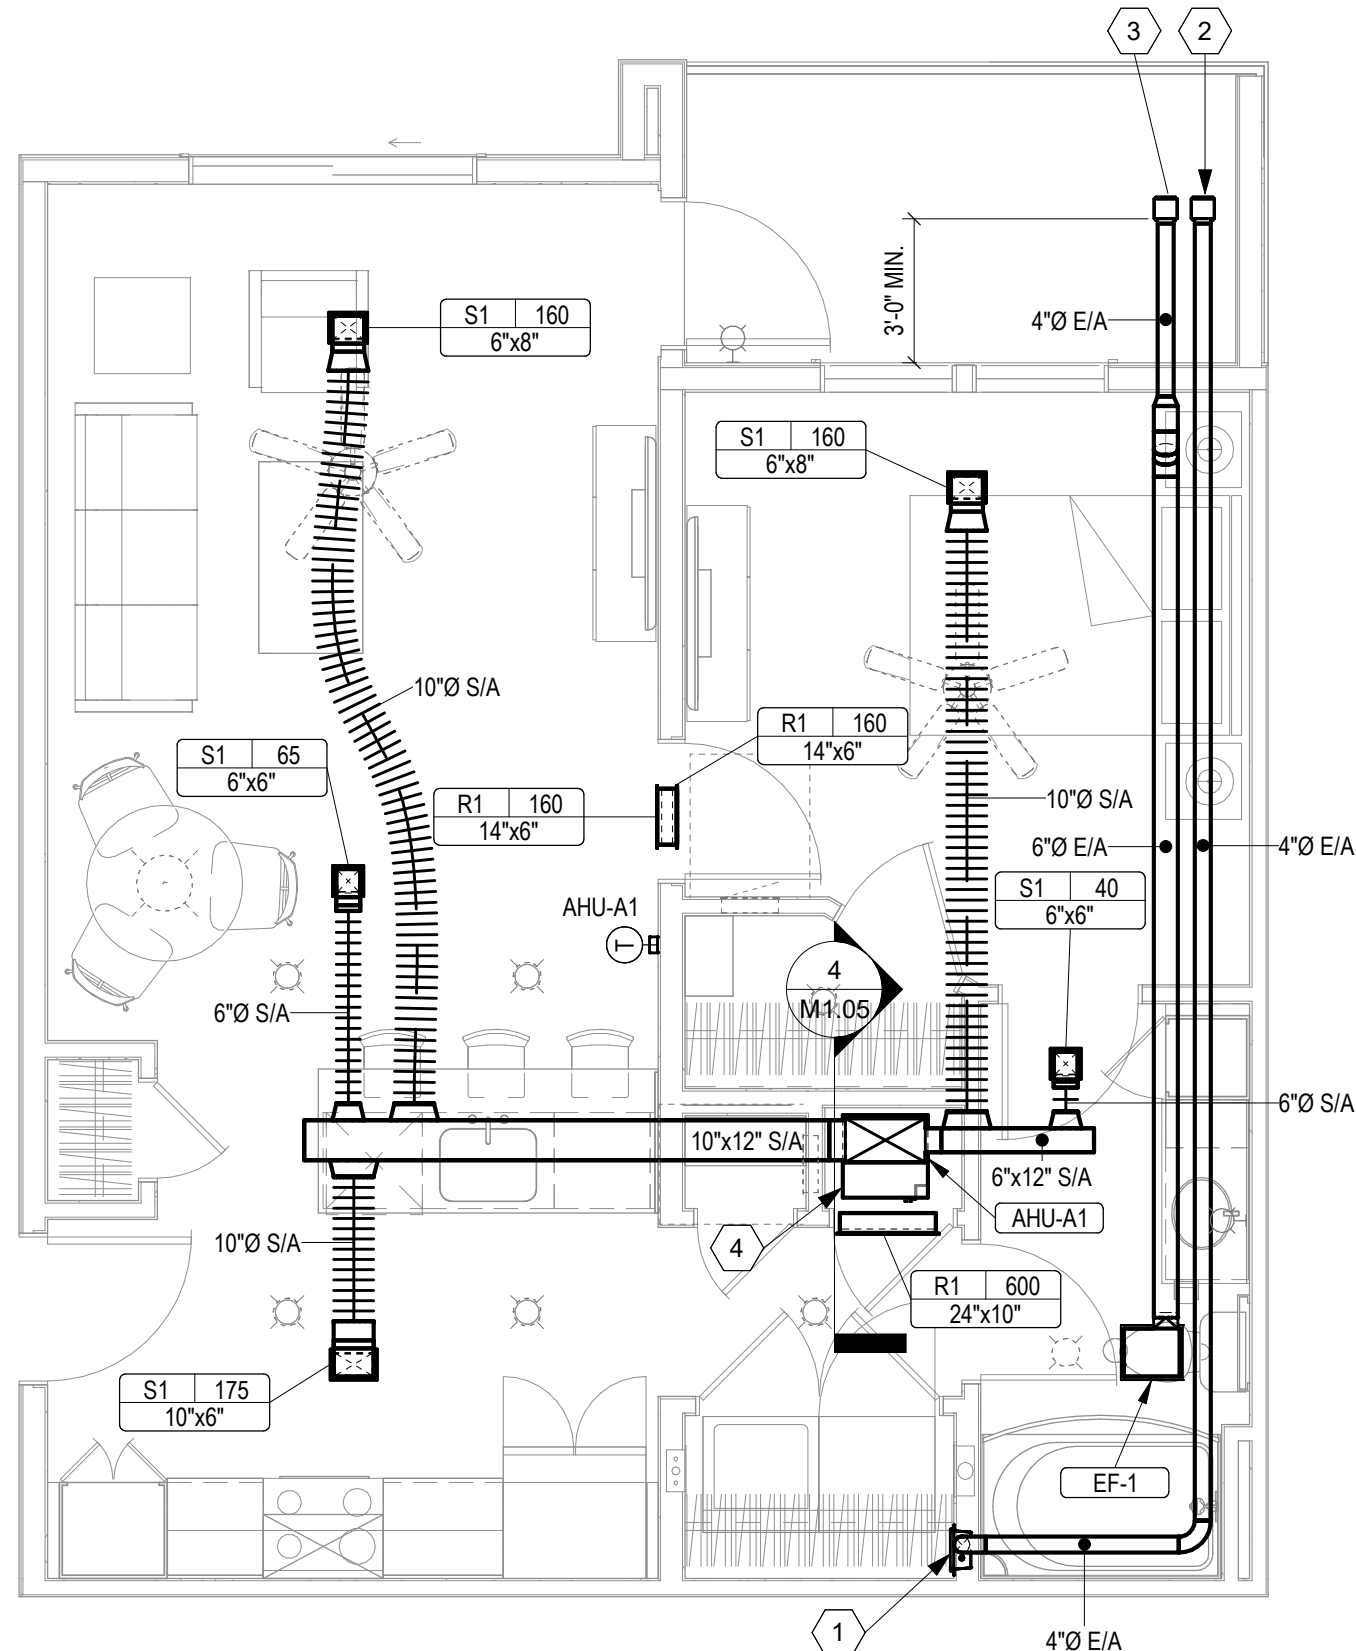 3
2
3'-0" MIN.
4"Ø E/A
S1 160
6"x8"
S1 160
6"x8"
10"Ø S/A
R1 160
14"x6"
S1 65
6"x6"
R1 160
14"x6"
10"Ø S/A
6"Ø E/A
4"Ø E/A
S1 40
6"x6"
AHU-A1
T
4
M1.05
6"Ø S/A
6"Ø S/A
10"x12" S/A
6"x12" S/A
AHU-A1
10"Ø S/A
4
R1 600
24"x10"
S1 175
10"x6"
EF-1
1
4"Ø E/A